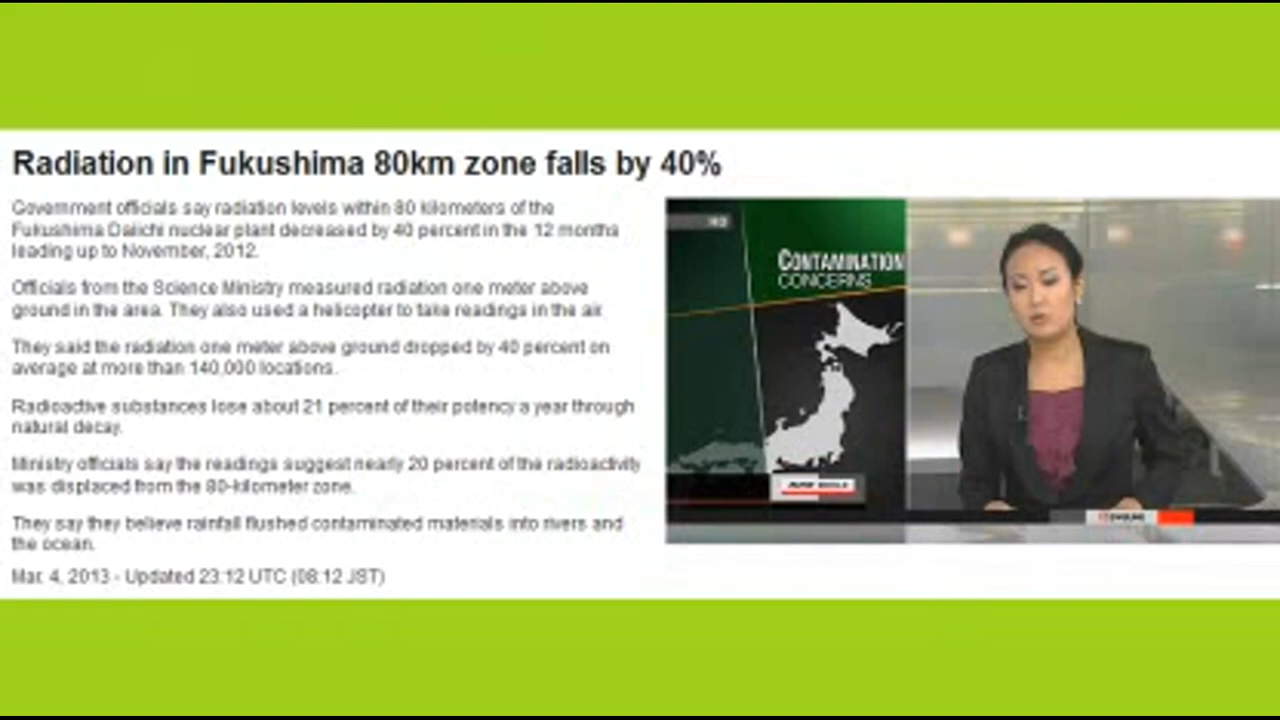 Radiation in Fukushima 80km zone falls by 40%
Government officials say radiation levels within 80 kilometers of the
Fukushima Daiichi nuclear plant decreased by 40 percent in the 12 months
leading up to November, 2012.
Officials from the Science Ministry measured radiation one meter above
ground in the area. They also used a helicopter to take readings in the air.
They said the radiation one meter above ground dropped by 40 percent on
average at more than 140,000 locations.
Radioactive substances lose about 21 percent of their potency a year through
natural decay.
Ministry officials say the readings suggest nearly 20 percent of the radioactivity
was displaced from the 80-kilometer zone.
They say they believe rainfall flushed contaminated materials into rivers and
the ocean.
Mar. 4, 2013 - Updated 23:12 UTC (08:12 JST)
CONTAMINATION
CONCERNS